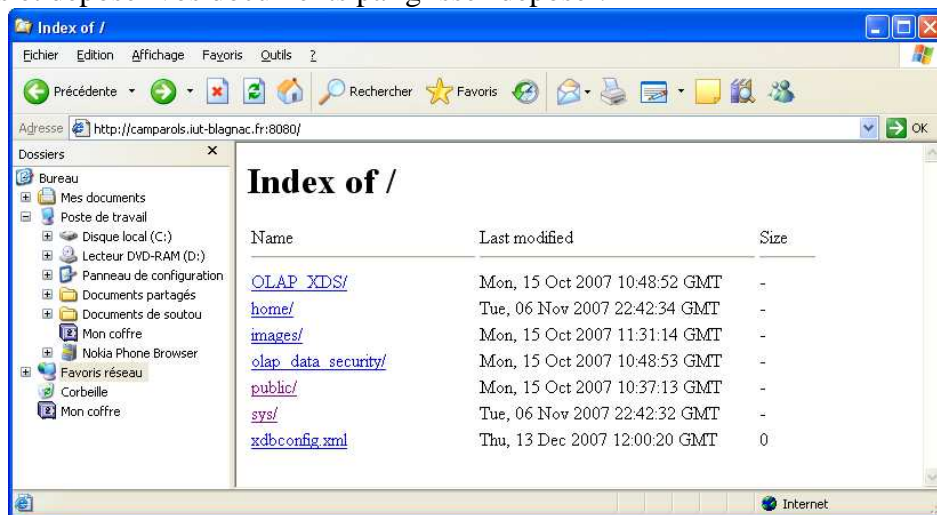 Index of /
Fichier Edition Affichage Favoris Outils ?
Précédente Rechercher Favoris
Adresse http://camparols.iut-blagnac.fr:8080/ OK
Dossiers x
Bureau
Mes documents
Poste de travail
Disque local (C:)
Lecteur DVD-RAM (D:)
Panneau de configuration
Documents partagés
Documents de soutou
Mon coffre
Nokia Phone Browser
Favoris réseau
Corbeille
Mon coffre
Index of /
Name Last modified Size
OLAP_XDS/ Mon, 15 Oct 2007 10:48:52 GMT -
home/ Tue, 06 Nov 2007 22:42:34 GMT -
images/ Mon, 15 Oct 2007 11:31:14 GMT -
olap_data_security/ Mon, 15 Oct 2007 10:48:53 GMT -
public/ Mon, 15 Oct 2007 10:37:13 GMT -
sys/ Tue, 06 Nov 2007 22:42:32 GMT -
xdbconfig.xml Thu, 13 Dec 2007 12:00:20 GMT 0
Internet